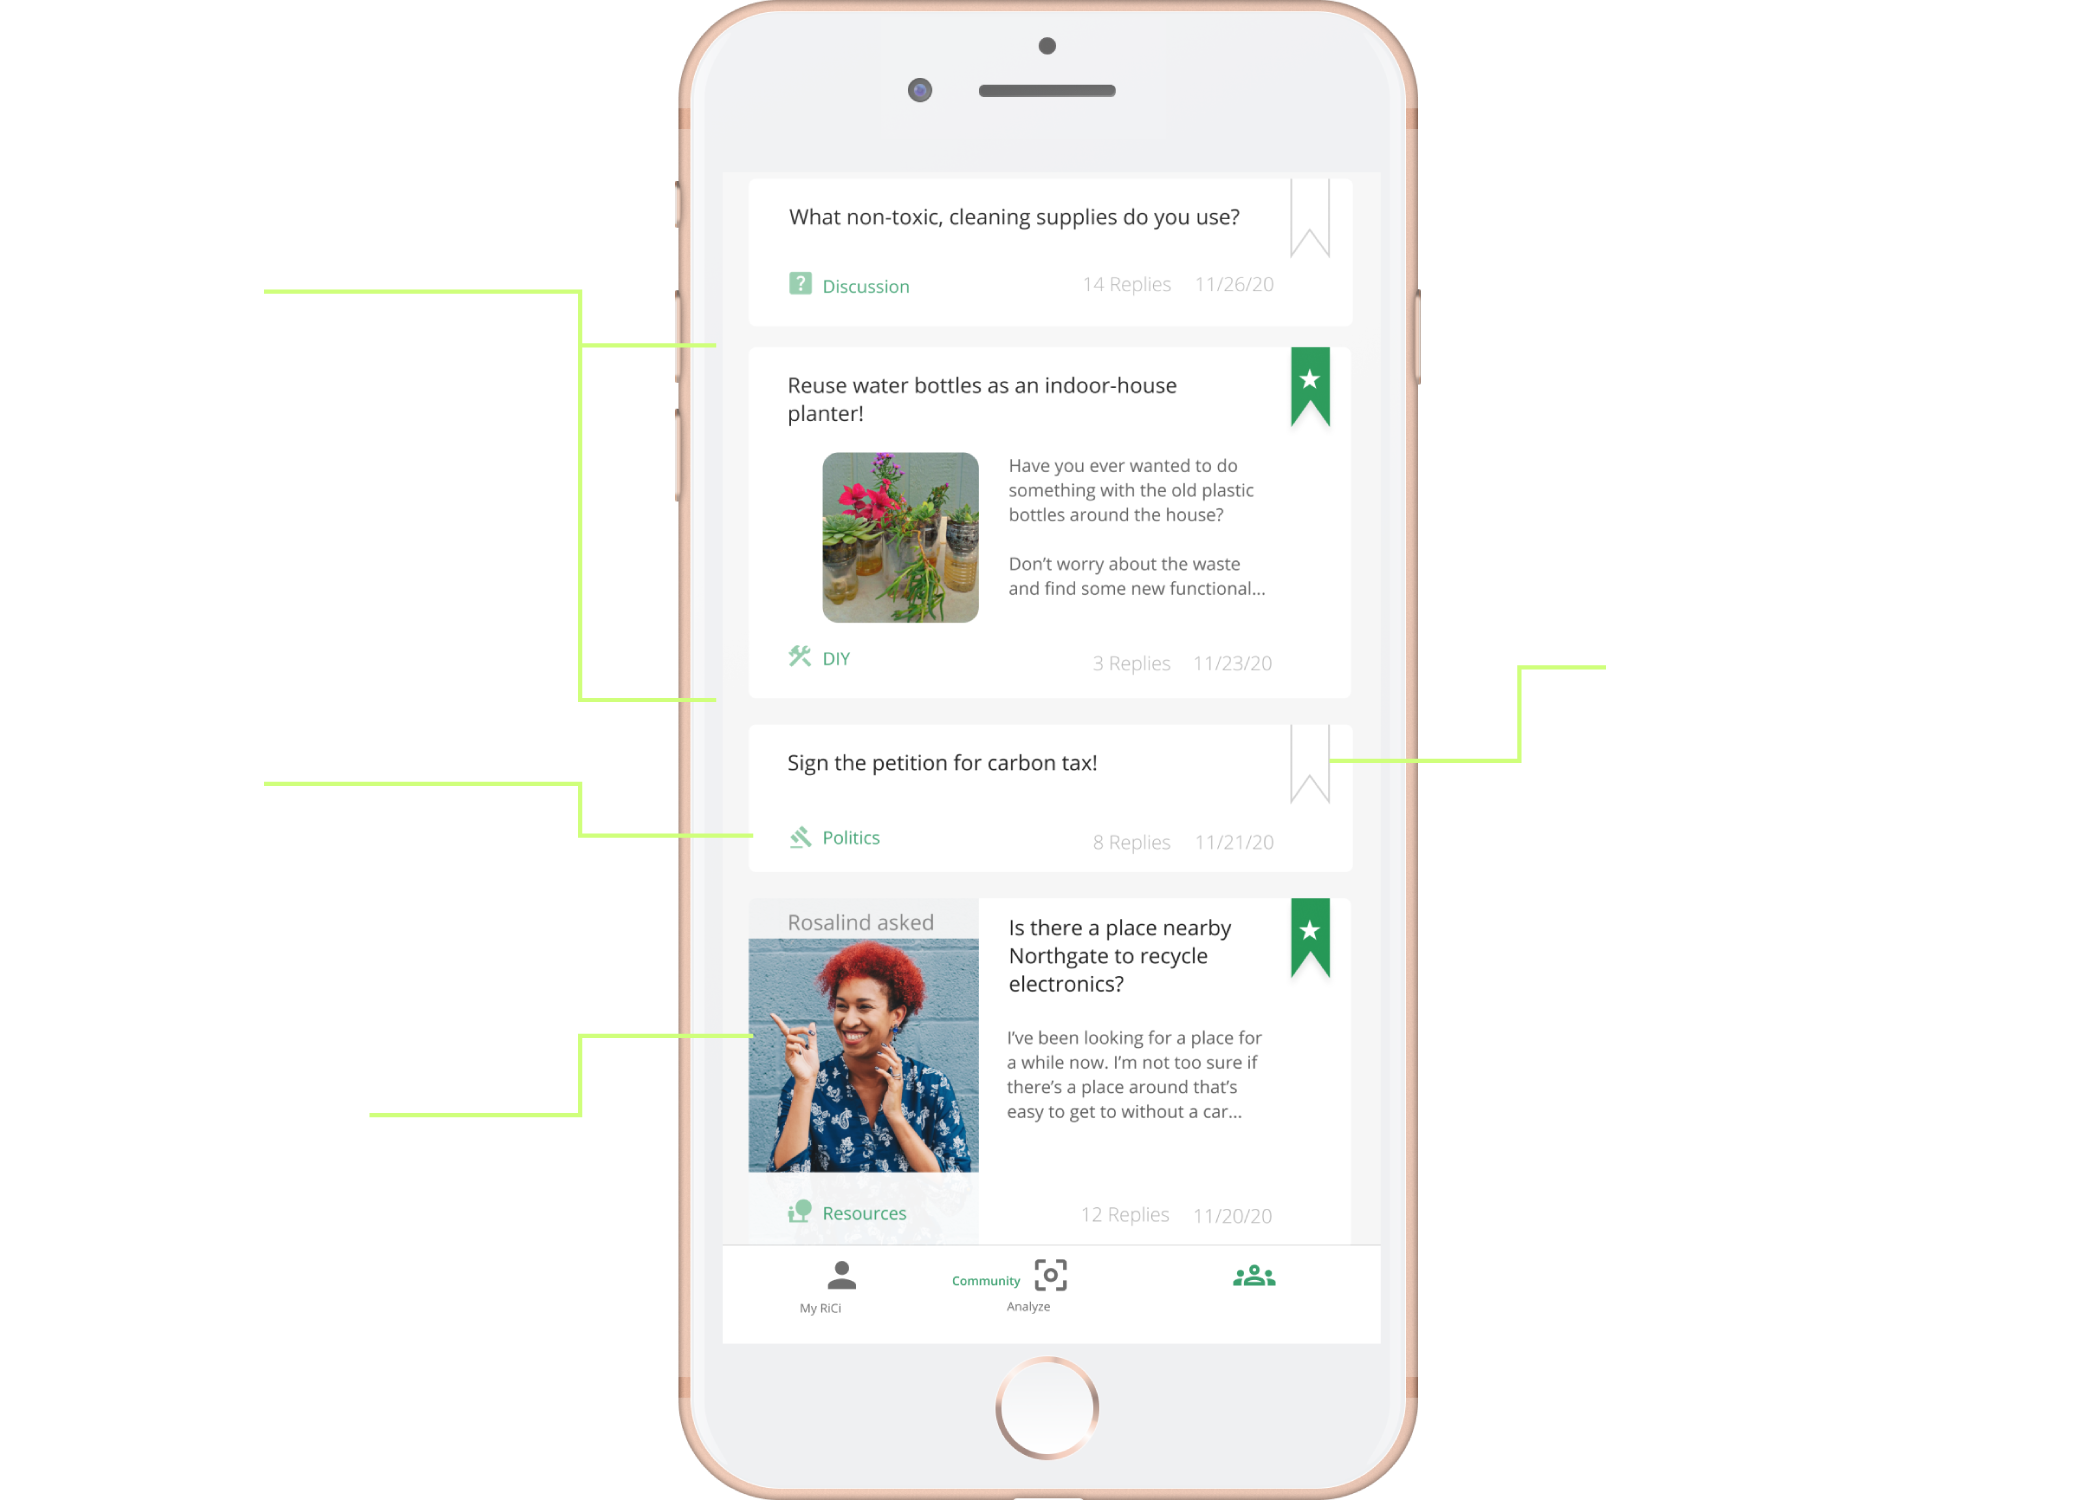 What non-toxic, cleaning supplies do you use?
Discussion
14 Replies 11/26/20
Reuse water bottles as an indoor-house
planter!
Have you ever wanted to do
something with the old plastic
bottles around the house?
Don’t worry about the waste
and find some new functional...
DIY
3 Replies 11/23/20
Sign the petition for carbon tax!
Politics
8 Replies 11/21/20
Rosalind asked
Is there a place nearby
Northgate to recycle
electronics?
I’ve been looking for a place for
a while now. I’m not too sure if
there’s a place around that’s
easy to get to without a car...
Resources
12 Replies 11/20/20
My RiCi
Community
Analyze